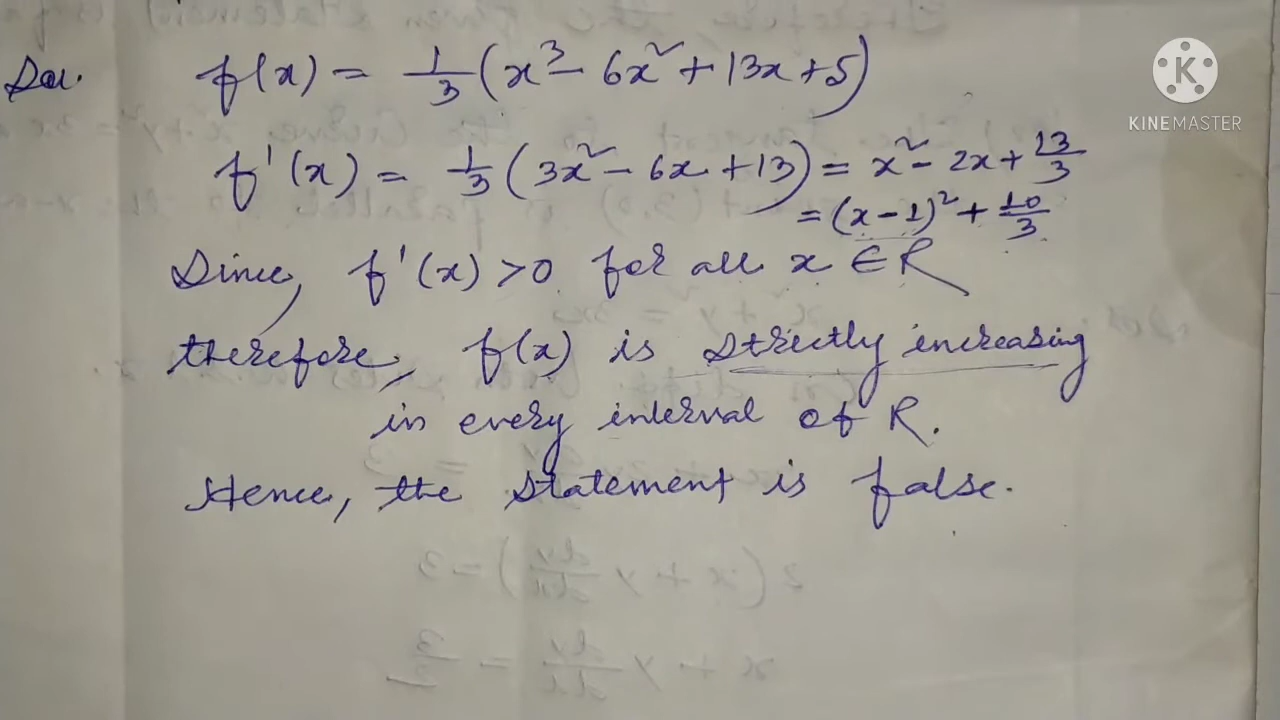 Sol. f(x) = 1/3 (x³ - 6x² + 13x + 5)
KINEMASTER
f'(x) = 1/3 (3x² - 6x + 13) = x² - 2x + 13/3
= (x - 1)² + 10/3
Since, f'(x) > 0 for all x ∈ R
therefore, f(x) is strictly increasing
in every interval of R.
Hence, the statement is false.